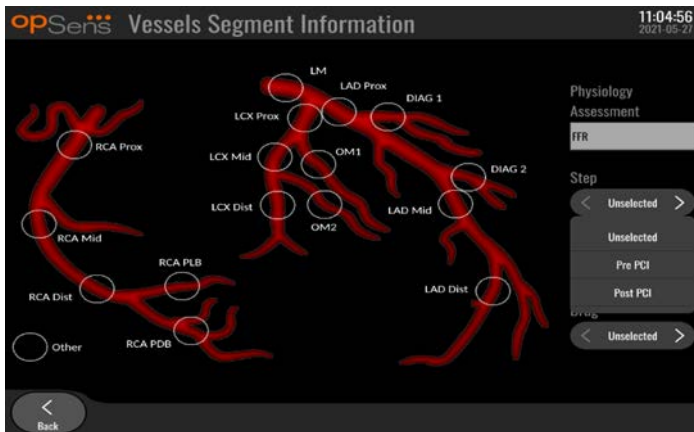 opSens Vessels Segment Information
11:04:56
2021-05-27
LM
LAD Prox
DIAG 1
LCX Prox
RCA Prox
LCX Mid
OM1
DIAG 2
LCX Dist
OM2
LAD Mid
RCA Mid
RCA PLB
RCA Dist
LAD Dist
RCA PDB
Other
Physiology
Assessment
FFR
Step
< Unselected >
Unselected
Pre PCI
Post PCI
Drug
< Unselected >
<
Back